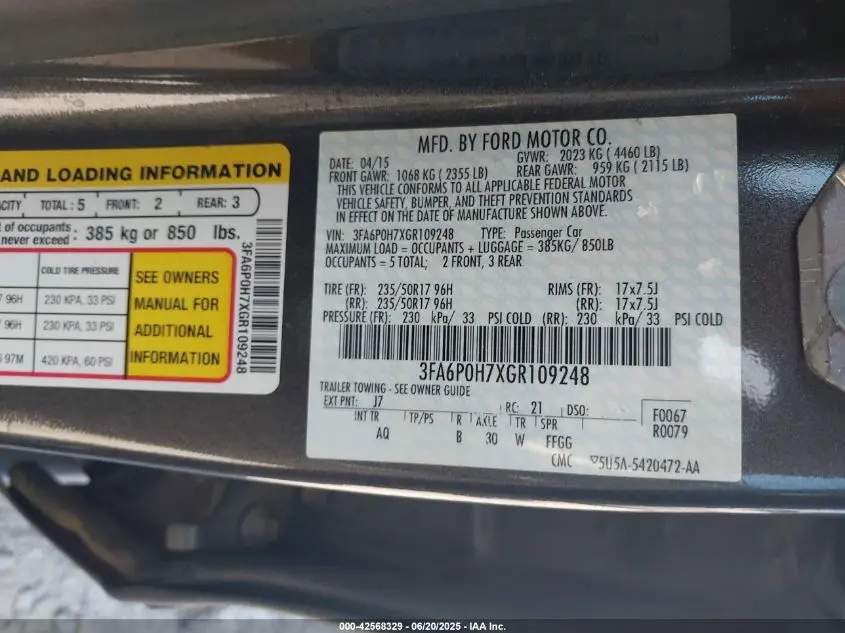 AND LOADING INFORMATION
TOTAL: 5 FRONT: 2 REAR: 3
of occupants
never exceed: 385 kg or 850 lbs.
COLD TIRE PRESSURE
96H 230 KPA, 33 PSI
96H 230 KPA, 33 PSI
97M 420 KPA, 60 PSI
SEE OWNERS
MANUAL FOR
ADDITIONAL
INFORMATION
3FA6P0H7XGR109248
MFD. BY FORD MOTOR CO.
DATE: 04/15 GVWR: 2023 KG ( 4460 LB)
FRONT GAWR: 1068 KG ( 2355 LB) REAR GAWR: 959 KG ( 2115 LB)
THIS VEHICLE CONFORMS TO ALL APPLICABLE FEDERAL MOTOR
VEHICLE SAFETY, BUMPER, AND THEFT PREVENTION STANDARDS
IN EFFECT ON THE DATE OF MANUFACTURE SHOWN ABOVE.
VIN: 3FA6P0H7XGR109248 TYPE: Passenger Car
MAXIMUM LOAD = OCCUPANTS + LUGGAGE = 385KG/ 850LB
OCCUPANTS = 5 TOTAL; 2 FRONT, 3 REAR
TIRE (FR): 235/50R17 96H RIMS (FR): 17x7.5J
(RR): 235/50R17 96H (RR): 17x7.5J
PRESSURE (FR): 230 kPa/ 33 PSI COLD (RR): 230 kPa/ 33 PSI COLD
3FA6P0H7XGR109248
TRAILER TOWING - SEE OWNER GUIDE
EXT PNT: J7 RC: 21 DSO: F0067
INT TR TP/PS R AXLE TR SPR R0079
AQ B 30 W FFGG
CMC ▽5U5A-5420472-AA
000-42568329 - 06/20/2025 - IAA Inc.